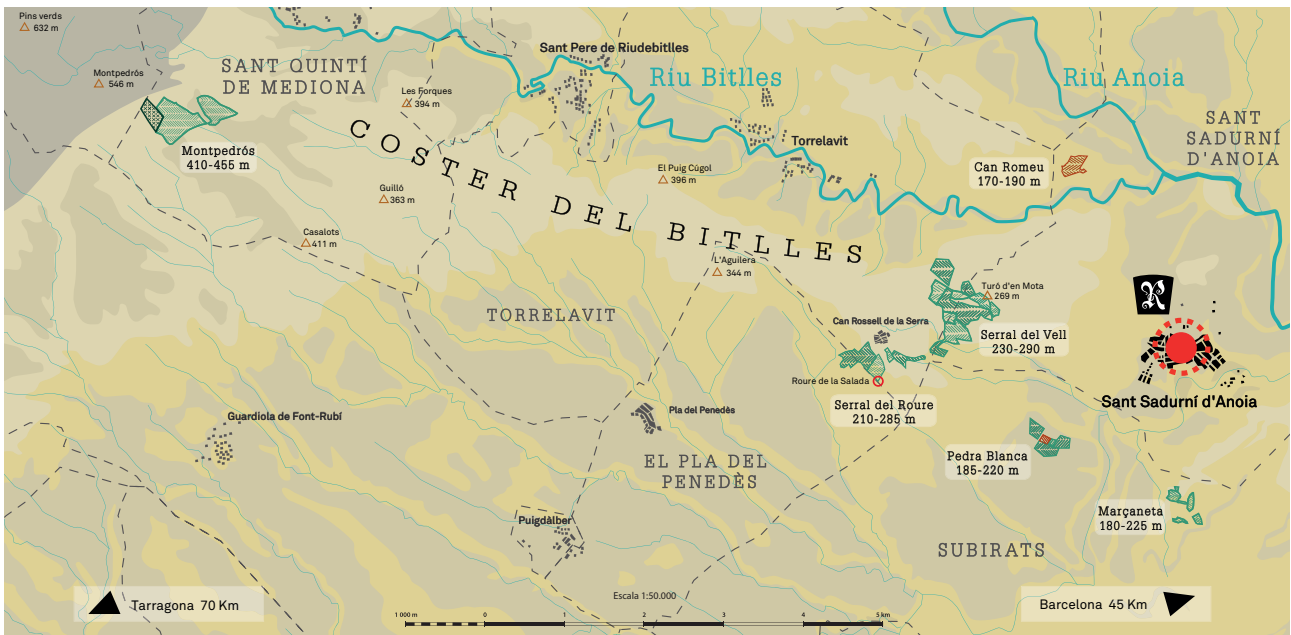 Pins verds
632 m
Montpedrós
546 m
SANT QUINTÍ
DE MEDIONA
Les Forques
394 m
Sant Pere de Riudebitlles
Riu Bitlles
Riu Anoia
SANT
SADURNÍ
D'ANOIA
Montpedrós
410-455 m
COSTER DEL BITLLES
Torrelavit
El Puig Cúgol
396 m
Can Romeu
170-190 m
Guilló
363 m
Casalots
411 m
L'Aguilera
344 m
Turó d'en Mota
269 m
R
TORRELAVIT
Can Rossell de la Serra
Serral del Vell
230-290 m
Roure de la Salada
Serral del Roure
210-285 m
Sant Sadurní d'Anoia
Guardiola de Font-Rubí
Pla del Penedès
EL PLA DEL
PENEDÈS
Pedra Blanca
185-220 m
Marçaneta
180-225 m
Puigdàlber
SUBIRATS
Tarragona 70 Km
Escala 1:50.000
1 000 m 0 1 2 3 4 5 km
Barcelona 45 Km